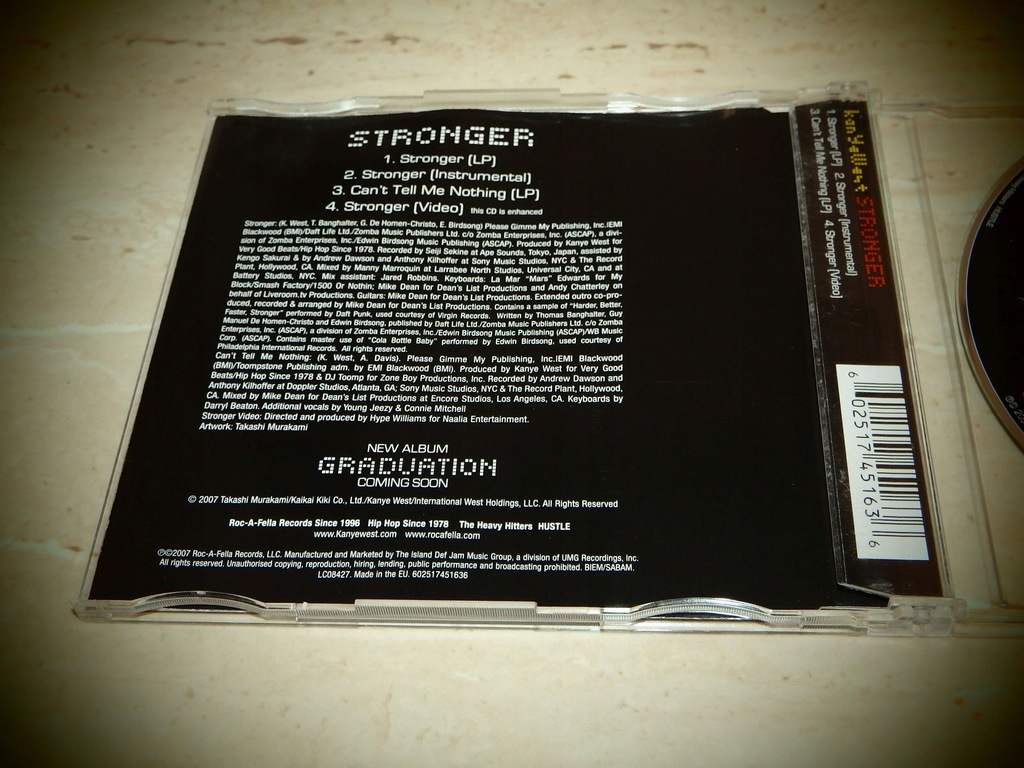 STRONGER
1. Stronger (LP)
2. Stronger (Instrumental)
3. Can't Tell Me Nothing (LP)
4. Stronger (Video) this CD is enhanced
Stronger: (K. West, T. Banghalter, G. De Homen-Christo, E. Birdsong) Please Gimme My Publishing, Inc.\EMI
Blackwood (BMI)/Daft Life Ltd./Zomba Music Publishers Ltd. c/o Zomba Enterprises, Inc. (ASCAP), a divi-
sion of Zomba Enterprises, Inc./Edwin Birdsong Music Publishing (ASCAP). Produced by Kanye West for
Very Good Beats/Hip Hop Since 1978. Recorded by Seiji Sekine at Ape Sounds, Tokyo, Japan, assisted by
Kengo Sakurai & by Andrew Dawson and Anthony Kilhoffer at Sony Music Studios, NYC & The Record
Plant, Hollywood, CA. Mixed by Manny Marroquin at Larrabee North Studios, Universal City, CA and at
Battery Studios, NYC. Mix assistant: Jared Robbins. Keyboards: La Mar "Mars" Edwards for My
Block/Smash Factory/1500 Or Nothin; Mike Dean for Dean's List Productions and Andy Chatterley on
behalf of Liveroom.tv Productions. Guitars: Mike Dean for Dean's List Productions. Extended outro co-pro-
duced, recorded & arranged by Mike Dean for Dean's List Productions. Contains a sample of "Harder, Better,
Faster, Stronger" performed by Daft Punk, used courtesy of Virgin Records. Written by Thomas Banghalter, Guy
Manuel De Homen-Christo and Edwin Birdsong, published by Daft Life Ltd./Zomba Music Publishers Ltd. c/o Zomba
Enterprises, Inc. (ASCAP), a division of Zomba Enterprises, Inc./Edwin Birdsong Music Publishing (ASCAP)/WB Music
Corp. (ASCAP). Contains master use of "Cola Bottle Baby" performed by Edwin Birdsong, used courtesy of
Philadelphia International Records. All rights reserved.
Can't Tell Me Nothing: (K. West, A. Davis). Please Gimme My Publishing, Inc.\EMI Blackwood
(BMI)/Toompstone Publishing adm. by EMI Blackwood (BMI). Produced by Kanye West for Very Good
Beats/Hip Hop Since 1978 & DJ Toomp for Zone Boy Productions, Inc. Recorded by Andrew Dawson and
Anthony Kilhoffer at Doppler Studios, Atlanta, GA; Sony Music Studios, NYC & The Record Plant, Hollywood,
CA. Mixed by Mike Dean for Dean's List Productions at Encore Studios, Los Angeles, CA. Keyboards by
Darryl Beaton. Additional vocals by Young Jeezy & Connie Mitchell
Stronger Video: Directed and produced by Hype Williams for Naalia Entertainment.
Artwork: Takashi Murakami
NEW ALBUM
GRADUATION
COMING SOON
© 2007 Takashi Murakami/Kaikai Kiki Co., Ltd./Kanye West/International West Holdings, LLC. All Rights Reserved
Roc-A-Fella Records Since 1996 Hip Hop Since 1978 The Heavy Hitters HUSTLE
www.Kanyewest.com www.rocafella.com
℗©2007 Roc-A-Fella Records, LLC. Manufactured and Marketed by The Island Def Jam Music Group, a division of UMG Recordings, Inc.
All rights reserved. Unauthorised copying, reproduction, hiring, lending, public performance and broadcasting prohibited. BIEM/SABAM.
LC08427. Made in the EU. 602517451636
kanyeWest STRONGER
1. Stronger (LP) 2. Stronger (Instrumental)
3. Can't Tell Me Nothing (LP) 4. Stronger (Video)
6 02517 45163 6